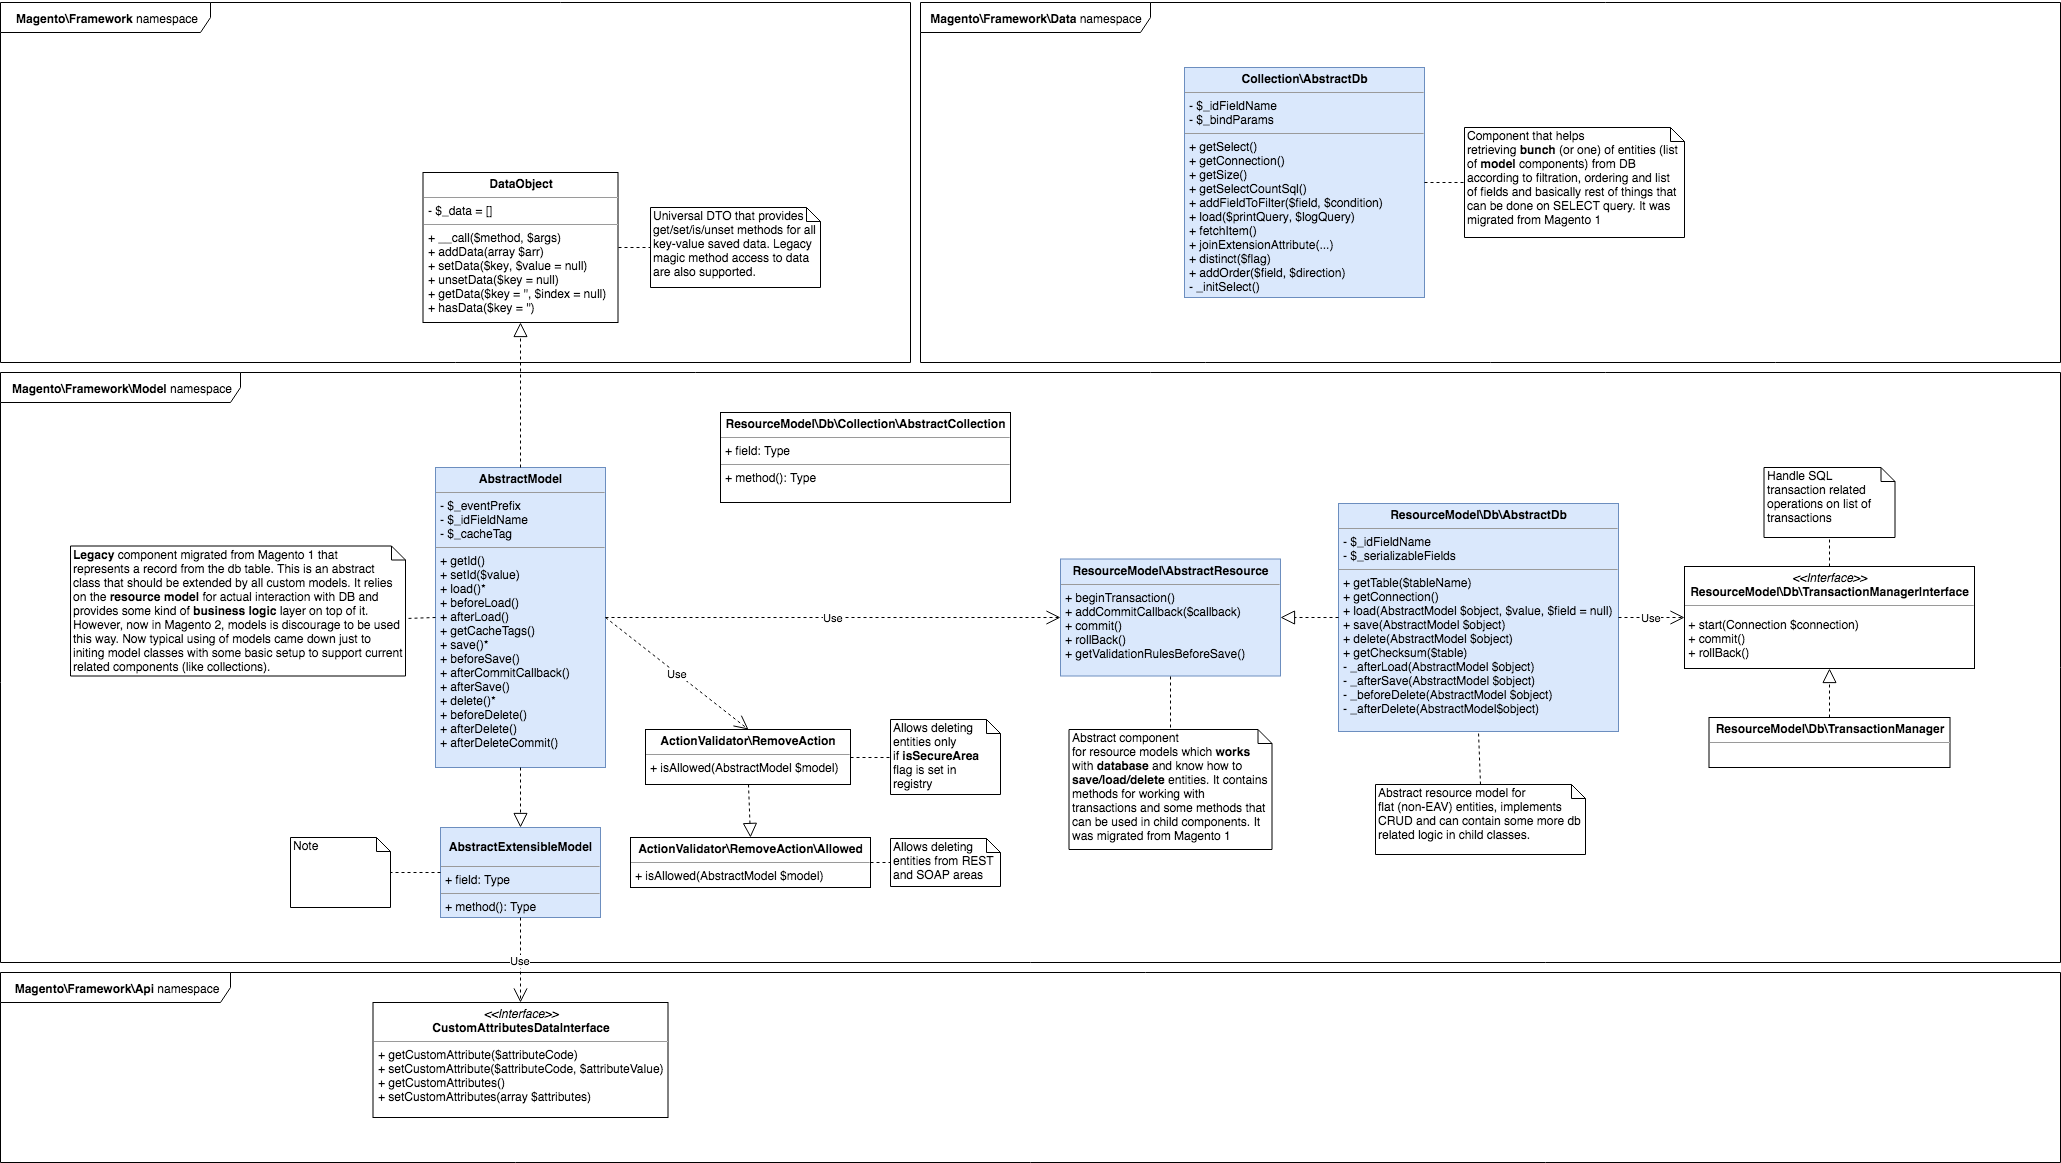 Magento\Framework namespace
DataObject
- $_data = []
+ __call($method, $args)
+ addData(array $arr)
+ setData($key, $value = null)
+ unsetData($key = null)
+ getData($key = '', $index = null)
+ hasData($key = '')
Universal DTO that provides
get/set/is/unset methods for all
key-value saved data. Legacy
magic method access to data
are also supported.
Magento\Framework\Data namespace
Collection\AbstractDb
- $_idFieldName
- $_bindParams
+ getSelect()
+ getConnection()
+ getSize()
+ getSelectCountSql()
+ addFieldToFilter($field, $condition)
+ load($printQuery, $logQuery)
+ fetchItem()
+ joinExtensionAttribute(...)
+ distinct($flag)
+ addOrder($field, $direction)
- _initSelect()
Component that helps
retrieving bunch (or one) of entities (list
of model components) from DB
according to filtration, ordering and list
of fields and basically rest of things that
can be done on SELECT query. It was
migrated from Magento 1
Magento\Framework\Model namespace
ResourceModel\Db\Collection\AbstractCollection
+ field: Type
+ method(): Type
AbstractModel
- $_eventPrefix
- $_idFieldName
- $_cacheTag
+ getId()
+ setId($value)
+ load()*
+ beforeLoad()
+ afterLoad()
+ getCacheTags()
+ save()*
+ beforeSave()
+ afterCommitCallback()
+ afterSave()
+ delete()*
+ beforeDelete()
+ afterDelete()
+ afterDeleteCommit()
Legacy component migrated from Magento 1 that
represents a record from the db table. This is an abstract
class that should be extended by all custom models. It relies
on the resource model for actual interaction with DB and
provides some kind of business logic layer on top of it.
However, now in Magento 2, models is discourage to be used
this way. Now typical using of models came down just to
initing model classes with some basic setup to support current
related components (like collections).
Use
Use
ActionValidator\RemoveAction
+ isAllowed(AbstractModel $model)
Allows deleting
entities only
if isSecureArea
flag is set in
registry
ActionValidator\RemoveAction\Allowed
+ isAllowed(AbstractModel $model)
Allows deleting
entities from REST
and SOAP areas
AbstractExtensibleModel
+ field: Type
+ method(): Type
Note
ResourceModel\AbstractResource
+ beginTransaction()
+ addCommitCallback($callback)
+ commit()
+ rollBack()
+ getValidationRulesBeforeSave()
Abstract component
for resource models which works
with database and know how to
save/load/delete entities. It contains
methods for working with
transactions and some methods that
can be used in child components. It
was migrated from Magento 1
ResourceModel\Db\AbstractDb
- $_idFieldName
- $_serializableFields
+ getTable($tableName)
+ getConnection()
+ load(AbstractModel $object, $value, $field = null)
+ save(AbstractModel $object)
+ delete(AbstractModel $object)
+ getChecksum($table)
- _afterLoad(AbstractModel $object)
- _afterSave(AbstractModel $object)
- _beforeDelete(AbstractModel $object)
- _afterDelete(AbstractModel$object)
Abstract resource model for
flat (non-EAV) entities, implements
CRUD and can contain some more db
related logic in child classes.
Use
Handle SQL
transaction related
operations on list of
transactions
<<Interface>>
ResourceModel\Db\TransactionManagerInterface
+ start(Connection $connection)
+ commit()
+ rollBack()
ResourceModel\Db\TransactionManager
Use
Magento\Framework\Api namespace
<<Interface>>
CustomAttributesDataInterface
+ getCustomAttribute($attributeCode)
+ setCustomAttribute($attributeCode, $attributeValue)
+ getCustomAttributes()
+ setCustomAttributes(array $attributes)